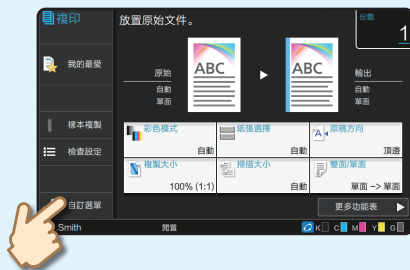 複印
放置原始文件。
份數
1
我的最愛
原始
自動
單面
ABC
ABC
輸出
自動
單面
樣本複製
檢查設定
自訂選單
彩色模式
自動
紙張選擇
自動
原稿方向
頂邊
複製大小
100% (1:1)
掃描大小
自動
雙面/單面
單面 -> 單面
更多功能表
Smith
閒置
K C M Y G